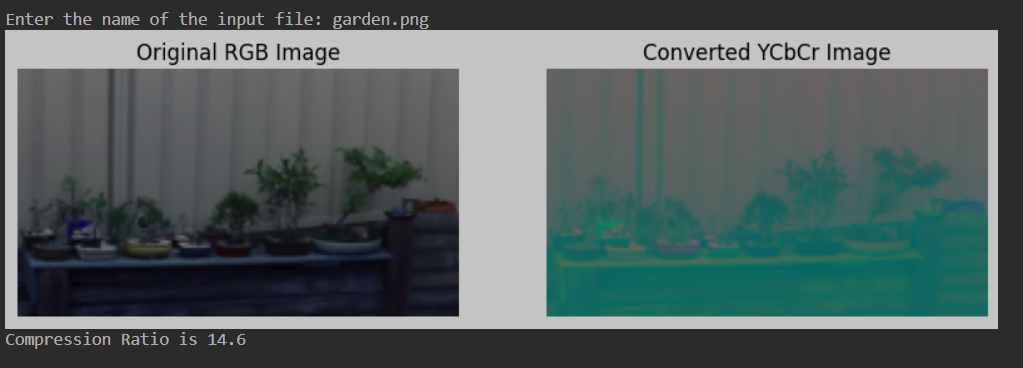 Enter the name of the input file: garden.png
Original RGB Image
Converted YCbCr Image
Compression Ratio is 14.6